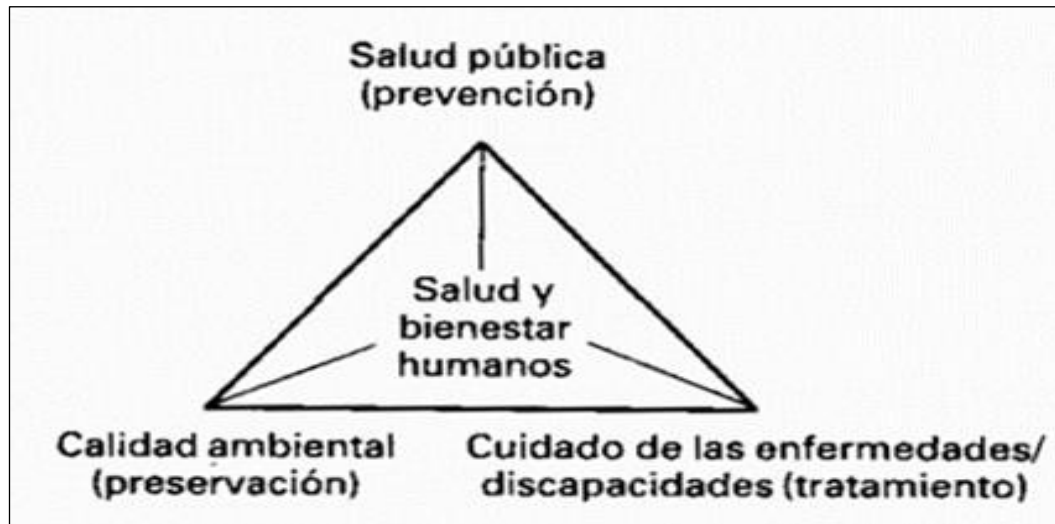 Salud pública
(prevención)
Salud y
bienestar
humanos
Calidad ambiental
(preservación)
Cuidado de las enfermedades/
discapacidades (tratamiento)